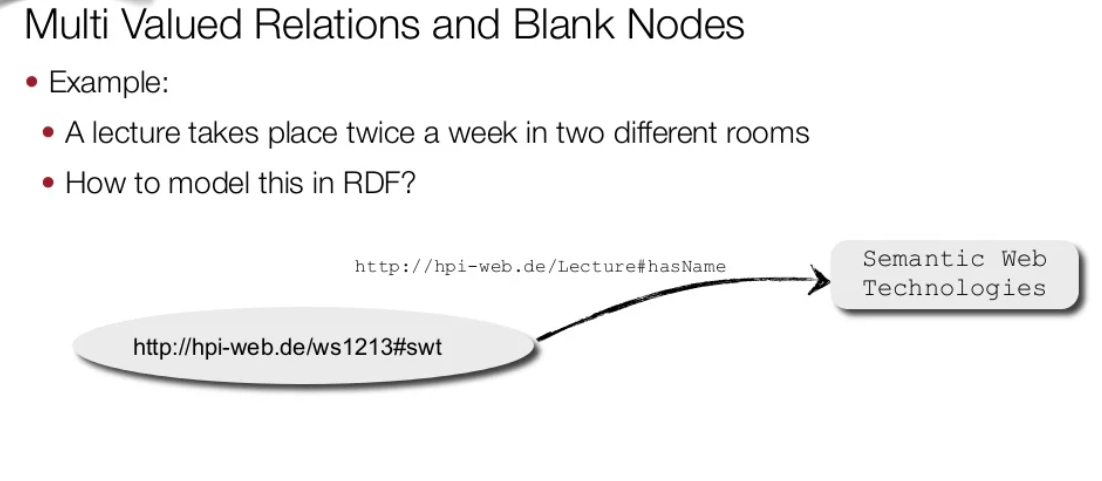 Multi Valued Relations and Blank Nodes
• Example:
• A lecture takes place twice a week in two different rooms
• How to model this in RDF?
http://hpi-web.de/Lecture#hasName
Semantic Web
Technologies
http://hpi-web.de/ws1213#swt